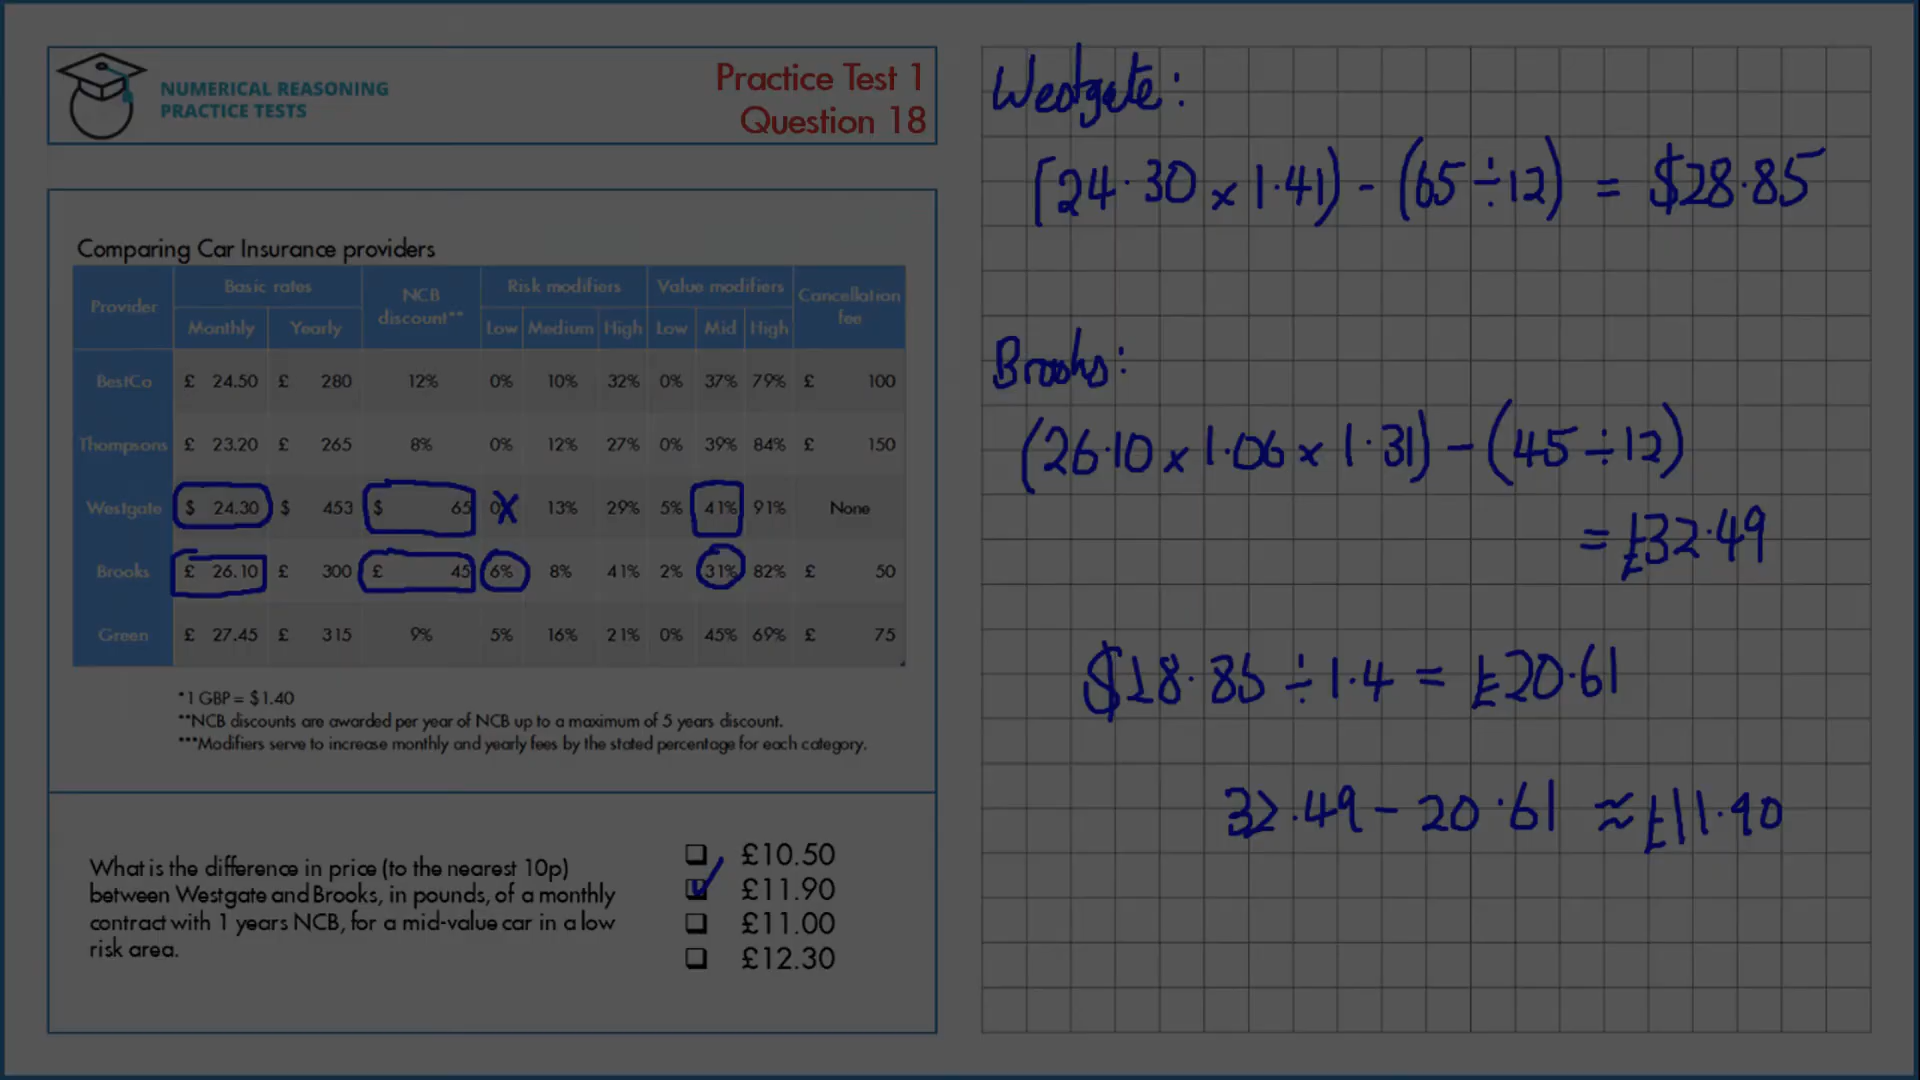 NUMERICAL REASONING
PRACTICE TESTS
Practice Test 1
Question 18
Comparing Car Insurance providers
Provider Basic rates NCB discount** Risk modifiers Value modifiers Cancellation fee
Monthly Yearly Low Medium High Low Mid High
BestCo £ 24.50 £ 280 12% 0% 10% 32% 0% 37% 79% £ 100
Thompsons £ 23.20 £ 265 8% 0% 12% 27% 0% 39% 84% £ 150
Westgate $ 24.30 $ 453 $ 65 0% 13% 29% 5% 41% 91% None
Brooks £ 26.10 £ 300 £ 45 6% 8% 41% 2% 31% 82% £ 50
Green £ 27.45 £ 315 9% 5% 16% 21% 0% 45% 69% £ 75
*1 GBP = $1.40
**NCB discounts are awarded per year of NCB up to a maximum of 5 years discount.
***Modifiers serve to increase monthly and yearly fees by the stated percentage for each category.
What is the difference in price (to the nearest 10p)
between Westgate and Brooks, in pounds, of a monthly
contract with 1 years NCB, for a mid-value car in a low
risk area.
£10.50
£11.90
£11.00
£12.30
Westgate:
(24.30 x 1.41) - (65 ÷ 12) = $28.85
Brooks:
(26.10 x 1.06 x 1.31) - (45 ÷ 12)
= £32.49
$28.85 ÷ 1.4 = £20.61
32.49 - 20.61 ≈ £11.90